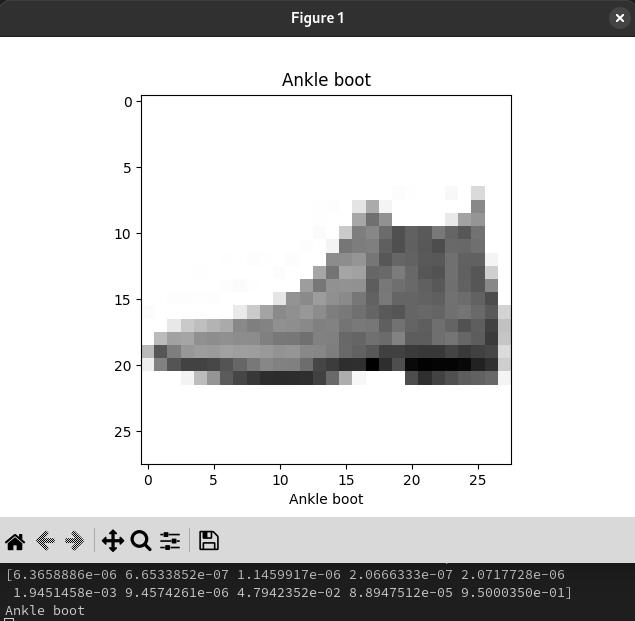 Figure 1
Ankle boot
0
5
10
15
20
25
0 5 10 15 20 25
Ankle boot
[6.3658886e-06 6.6533852e-07 1.1459917e-06 2.0666333e-07 2.0717728e-06
1.9451458e-03 9.4574261e-06 4.7942352e-02 8.8947512e-05 9.5000035e-01]
Ankle boot